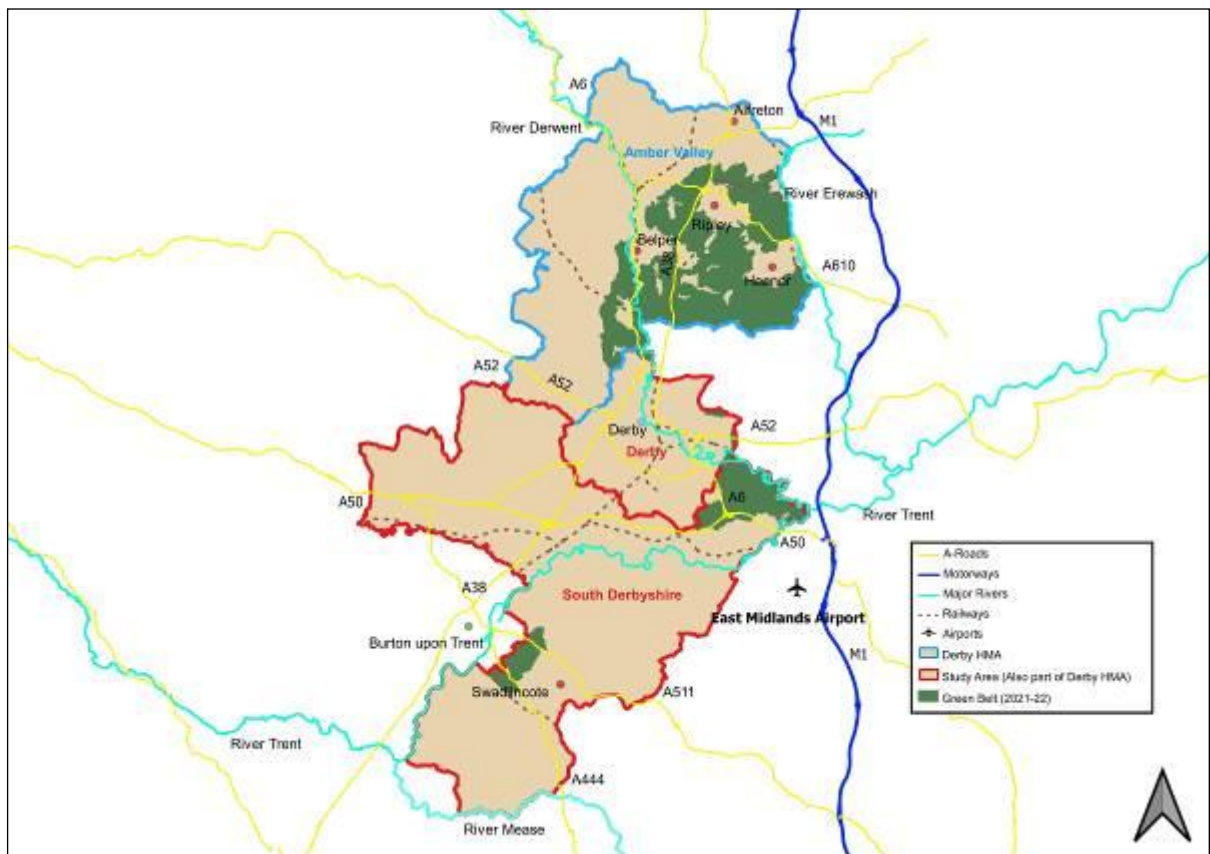 A6
Alfreton
M1
River Derwent
Amber Valley
River Erewash
Ripley
Belper
A38
Heanor
A610
A52
A52
Derby
A52
Derby
A50
A6
River Trent
A50
A38
South Derbyshire
East Midlands Airport
Burton upon Trent
M1
Swadlincote
A511
River Trent
A444
River Mease
A-Roads
Motorways
Major Rivers
Railways
Airports
Derby HMA
Study Area (Also part of Derby HMA)
Green Belt (2021-22)